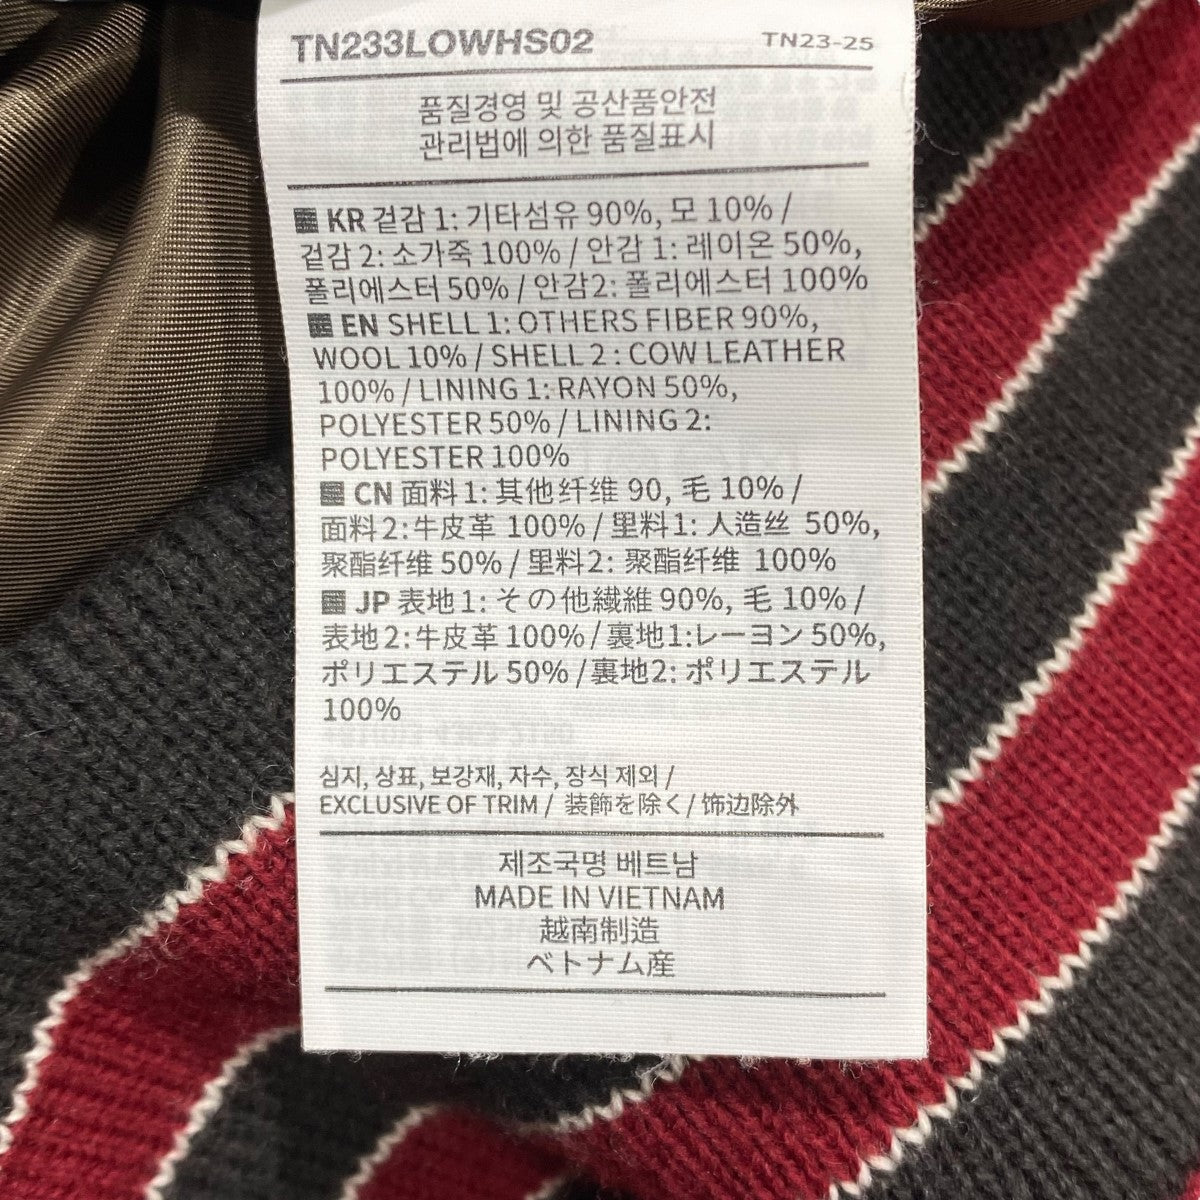 TN233LOWHS02 TN23-25
품질경영 및 공산품안전
관리법에 의한 품질표시
KR 겉감 1: 기타섬유 90%, 모 10% /
겉감 2: 소가죽 100% / 안감 1: 레이온 50%,
폴리에스터 50% / 안감2: 폴리에스터 100%
EN SHELL 1: OTHERS FIBER 90%,
WOOL 10% / SHELL 2 : COW LEATHER
100% / LINING 1: RAYON 50%,
POLYESTER 50% / LINING 2:
POLYESTER 100%
CN 面料 1: 其他纤维 90, 毛 10% /
面料 2: 牛皮革 100% / 里料 1: 人造丝 50%,
聚酯纤维 50% / 里料2: 聚酯纤维 100%
JP 表地 1: その他繊維 90%, 毛 10% /
表地 2: 牛皮革 100% / 裏地1:レーヨン 50%,
ポリエステル 50% / 裏地2: ポリエステル
100%
심지, 상표, 보강재, 자수, 장식 제외 /
EXCLUSIVE OF TRIM / 装飾を除く / 饰边除外
제조국명 베트남
MADE IN VIETNAM
越南制造
ベトナム産